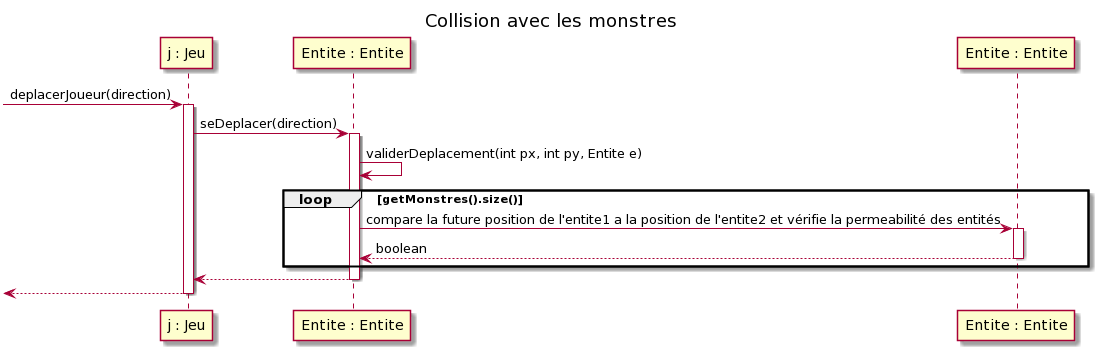 Collision avec les monstres
j : Jeu
Entite : Entite
Entite : Entite
deplacerJoueur(direction)
seDeplacer(direction)
validerDeplacement(int px, int py, Entite e)
loop
[getMonstres().size()]
compare la future position de l'entite1 a la position de l'entite2 et vérifie la permeabilité des entités
boolean
j : Jeu
Entite : Entite
Entite : Entite